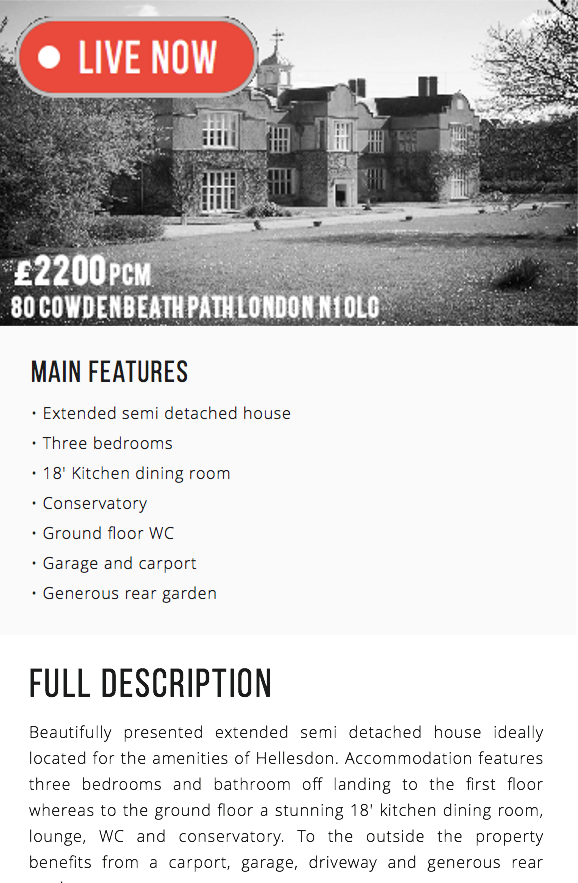 LIVE NOW
£2200 PCM
80 COWDENBEATH PATH LONDON N1 0LG
MAIN FEATURES
• Extended semi detached house
• Three bedrooms
• 18' Kitchen dining room
• Conservatory
• Ground floor WC
• Garage and carport
• Generous rear garden
FULL DESCRIPTION
Beautifully presented extended semi detached house ideally
located for the amenities of Hellesdon. Accommodation features
three bedrooms and bathroom off landing to the first floor
whereas to the ground floor a stunning 18' kitchen dining room,
lounge, WC and conservatory. To the outside the property
benefits from a carport, garage, driveway and generous rear